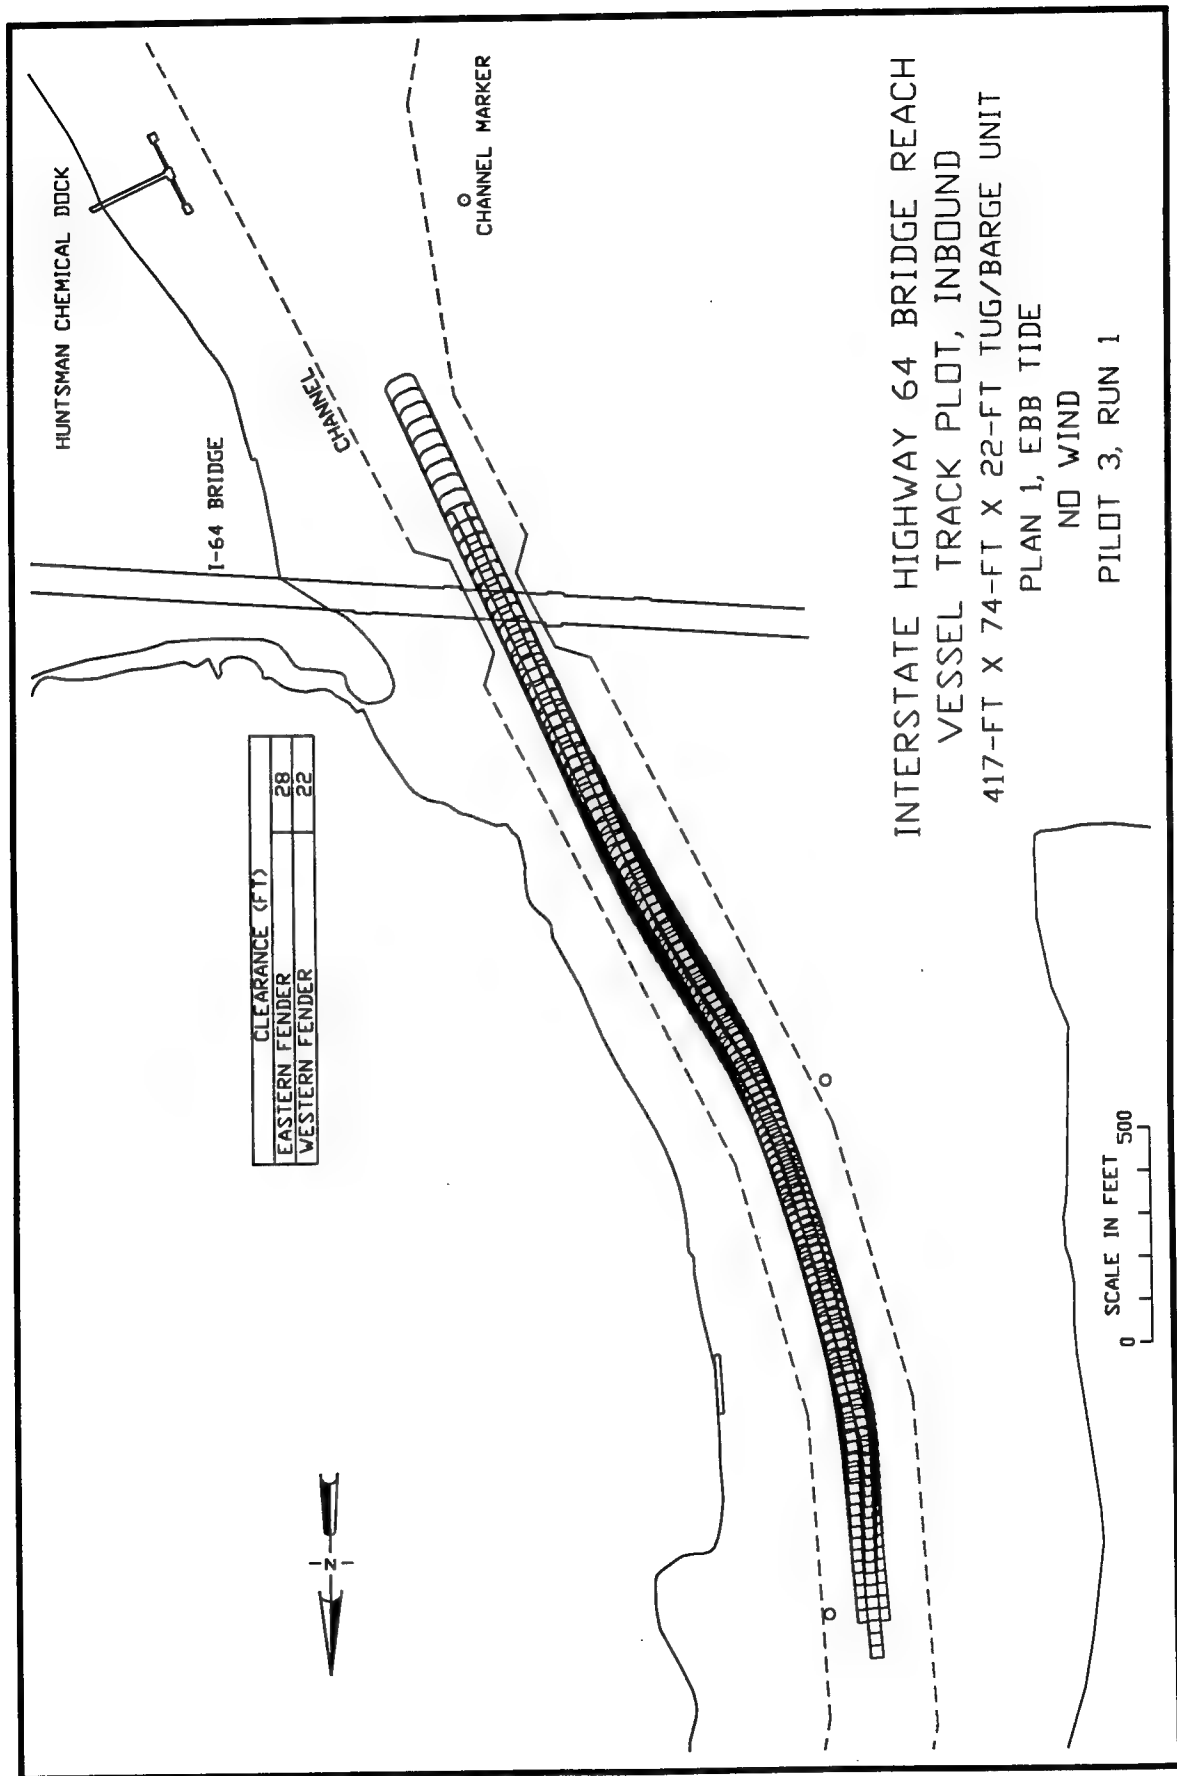 HUNTSMAN CHEMICAL DOCK
I-64 BRIDGE
CHANNEL
CHANNEL MARKER
CLEARANCE (FT)
EASTERN FENDER 28
WESTERN FENDER 22
N
INTERSTATE HIGHWAY 64 BRIDGE REACH
VESSEL TRACK PLOT, INBOUND
417-FT X 74-FT X 22-FT TUG/BARGE UNIT
PLAN 1, EBB TIDE
NO WIND
PILOT 3, RUN 1
SCALE IN FEET
0 500